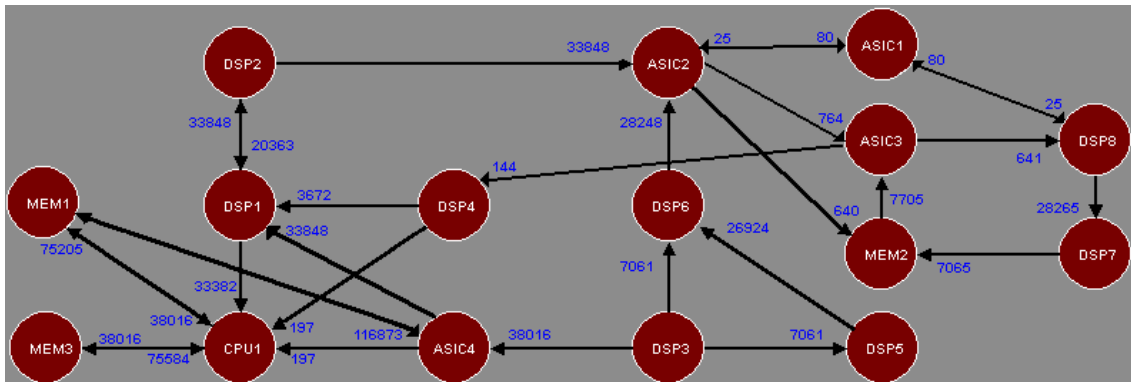 33848
25
80
ASIC1
DSP2
ASIC2
80
33848
28248
764
25
20363
144
ASIC3
641
DSP8
MEM1
DSP1
3672
DSP4
DSP6
640
7705
28265
33848
26924
75205
7061
MEM2
7065
DSP7
33382
38016
197
116873
38016
7061
MEM3
38016
75584
CPU1
197
ASIC4
DSP3
DSP5